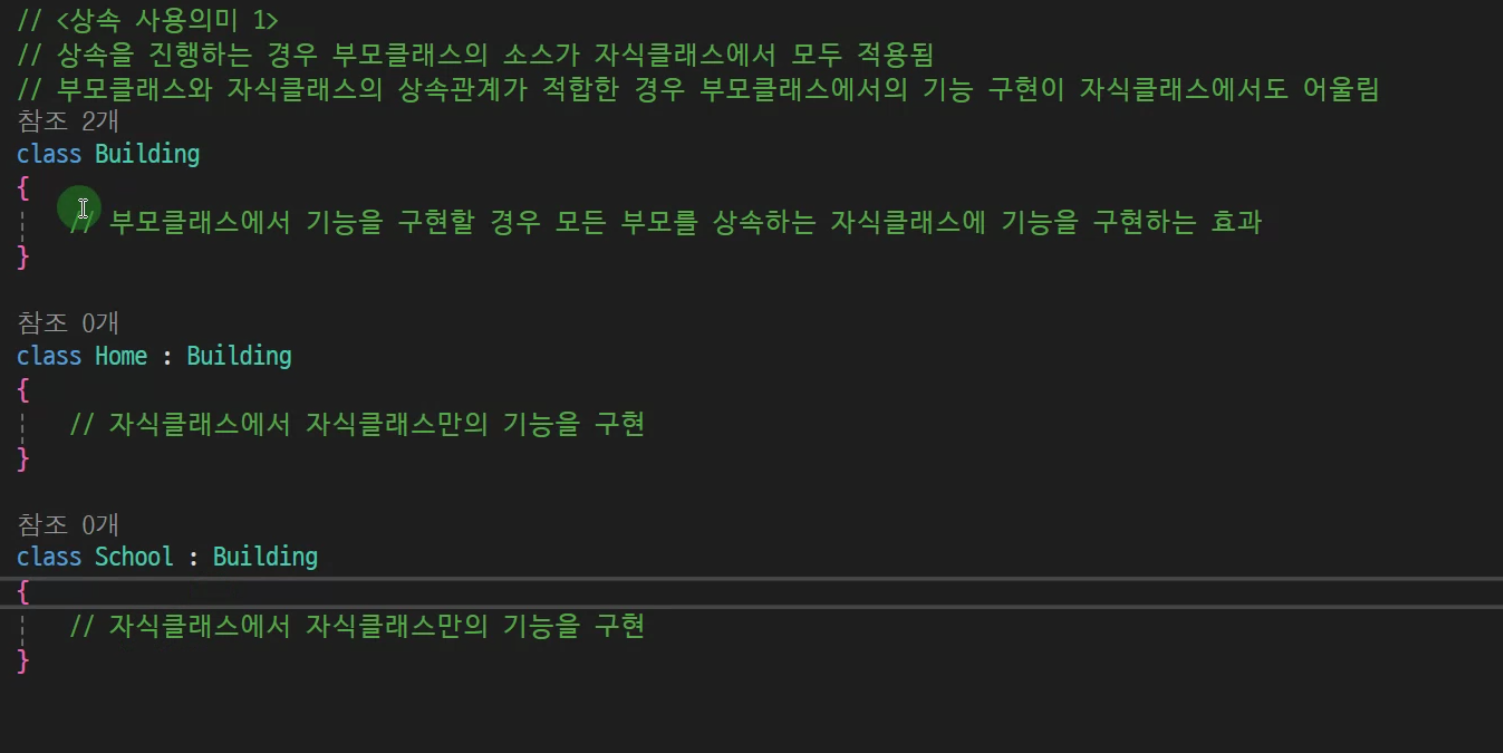 // <상속 사용의미 1>
// 상속을 진행하는 경우 부모클래스의 소스가 자식클래스에서 모두 적용됨
// 부모클래스와 자식클래스의 상속관계가 적합한 경우 부모클래스에서의 기능 구현이 자식클래스에서도 어울림
참조 2개
class Building
{
// 부모클래스에서 기능을 구현할 경우 모든 부모를 상속하는 자식클래스에 기능을 구현하는 효과
}
참조 0개
class Home : Building
{
// 자식클래스에서 자식클래스만의 기능을 구현
}
참조 0개
class School : Building
{
// 자식클래스에서 자식클래스만의 기능을 구현
}